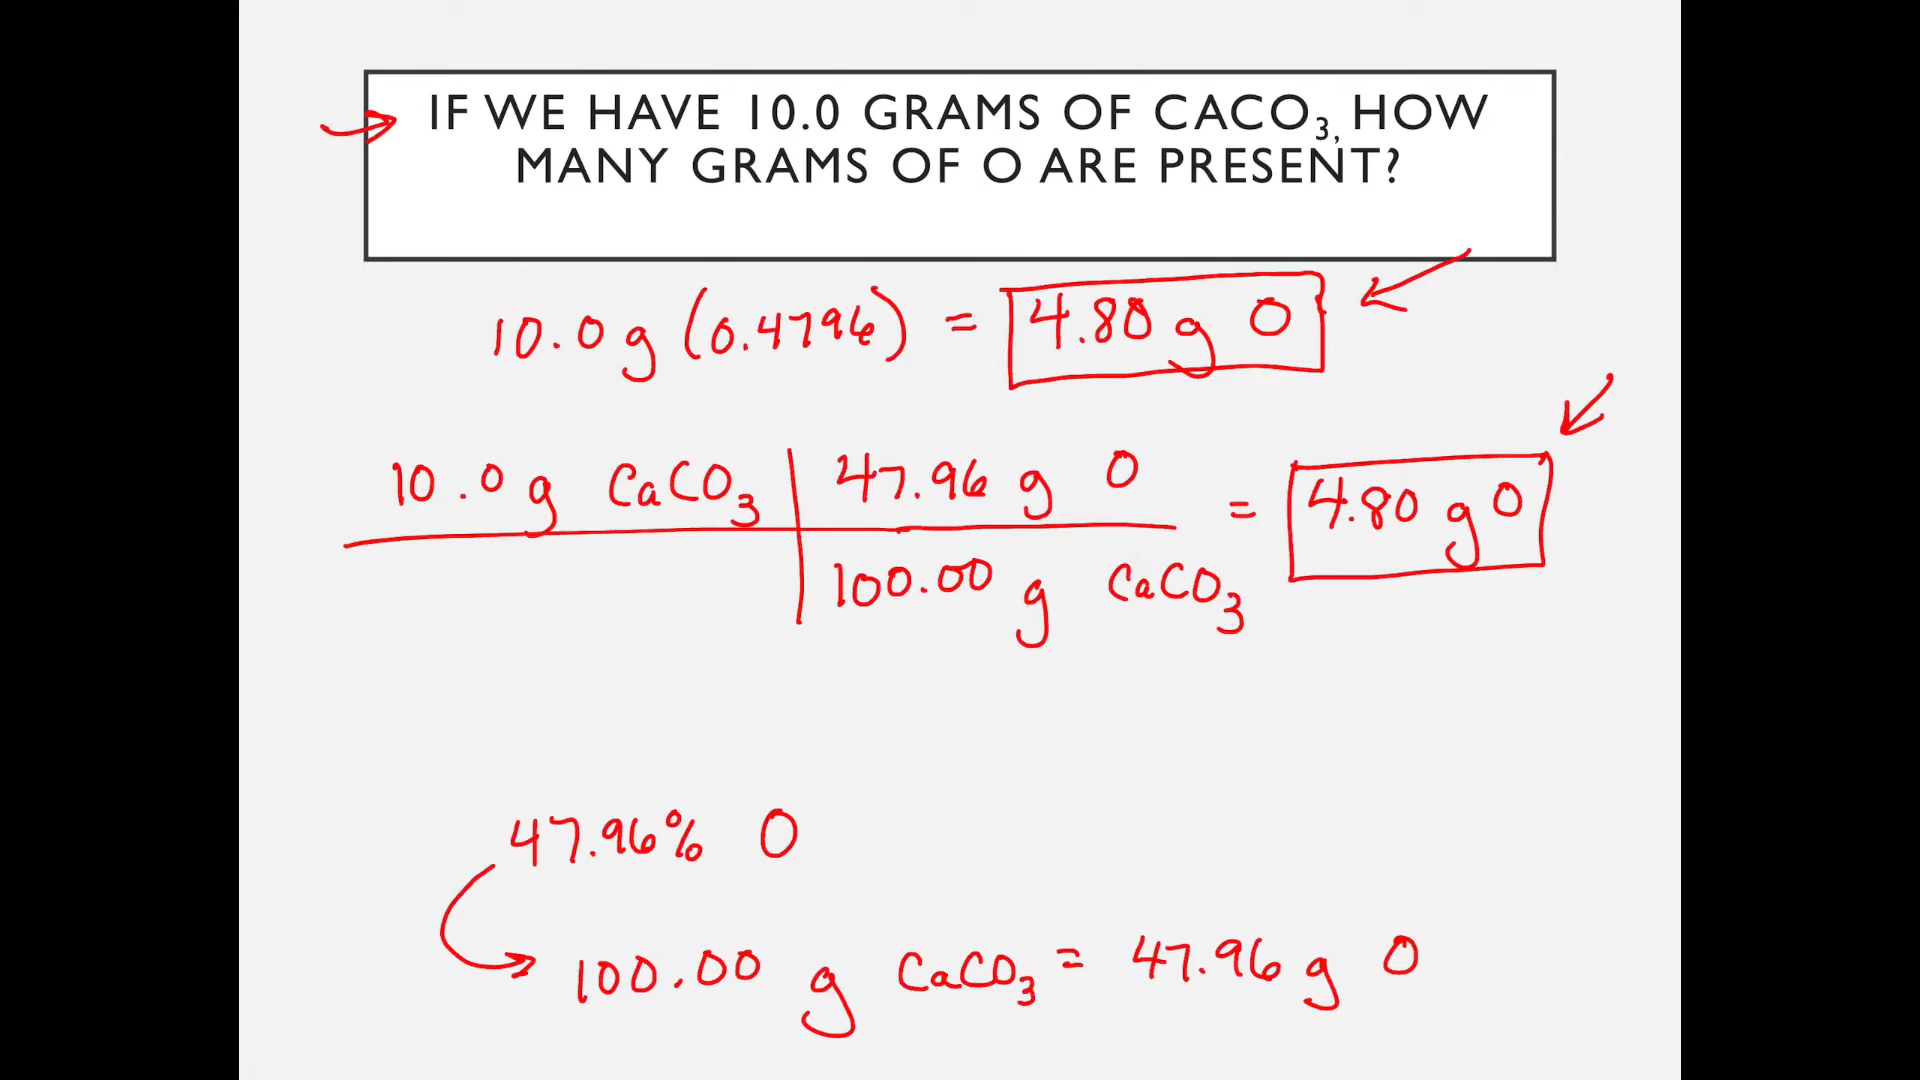 IF WE HAVE 10.0 GRAMS OF CACO₃, HOW
MANY GRAMS OF O ARE PRESENT?
10.0 g (0.4796) = 4.80 g O
10.0 g CaCO₃ | 47.96 g O
= 4.80 g O
100.00 g CaCO₃
47.96% O
100.00 g CaCO₃ = 47.96 g O